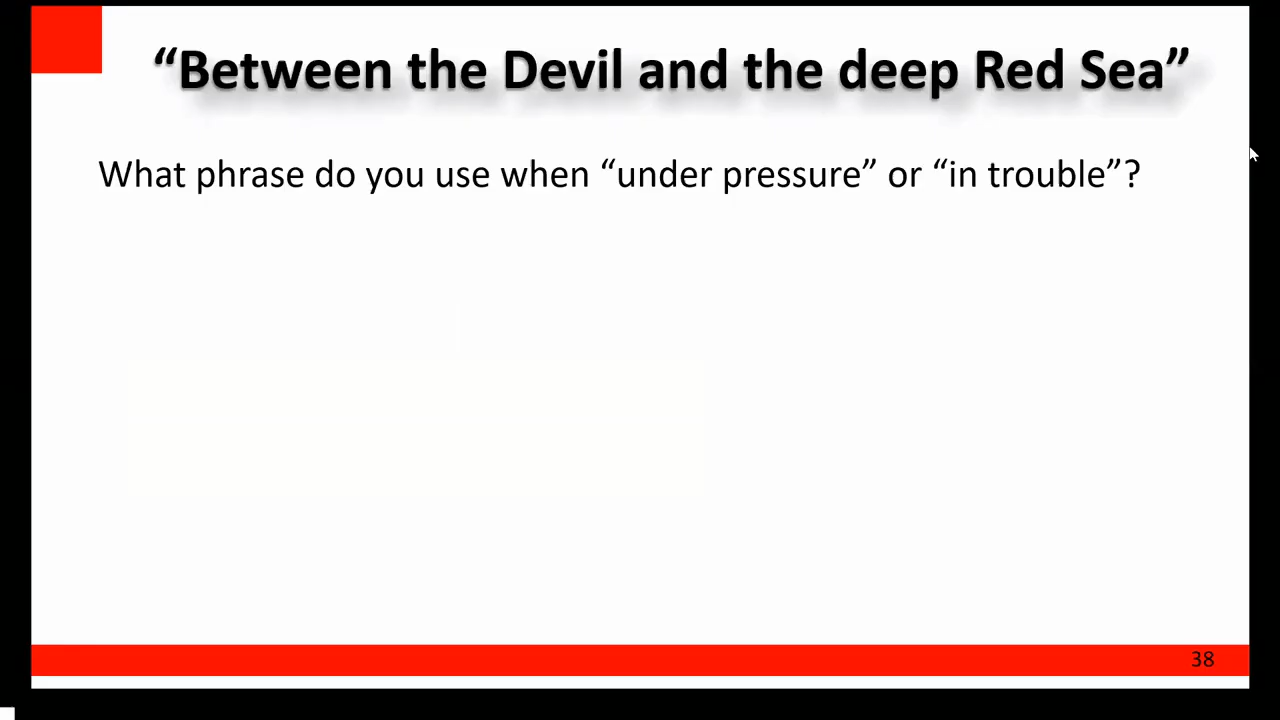 “Between the Devil and the deep Red Sea”
What phrase do you use when “under pressure” or “in trouble”?
38